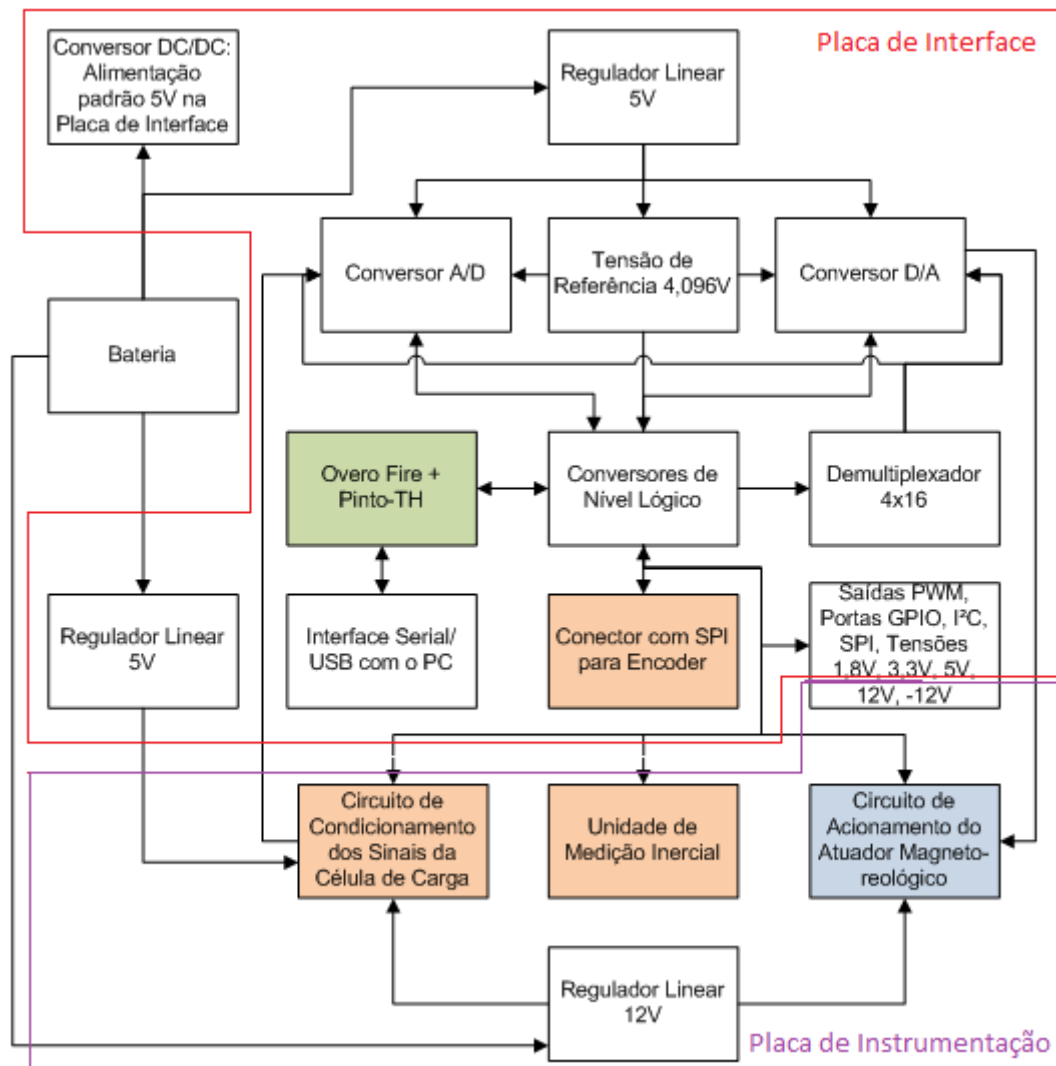 Placa de Interface
Conversor DC/DC:
Alimentação
padrão 5V na
Placa de Interface
Regulador Linear
5V
Conversor A/D
Tensão de
Referência 4,096V
Conversor D/A
Bateria
Overo Fire +
Pinto-TH
Conversores de
Nível Lógico
Demultiplexador
4x16
Regulador Linear
5V
Interface Serial/
USB com o PC
Conector com SPI
para Encoder
Saídas PWM,
Portas GPIO, I²C,
SPI, Tensões
1,8V, 3,3V, 5V,
12V, -12V
Circuito de
Condicionamento
dos Sinais da
Célula de Carga
Unidade de
Medição Inercial
Circuito de
Acionamento do
Atuador Magneto-
reológico
Regulador Linear
12V
Placa de Instrumentação